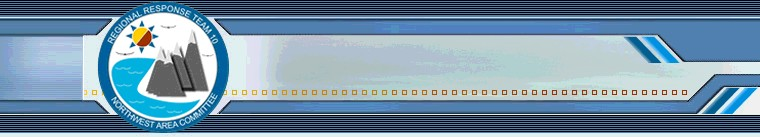 REGIONAL RESPONSE TEAM 10
NORTHWEST AREA COMMITTEE